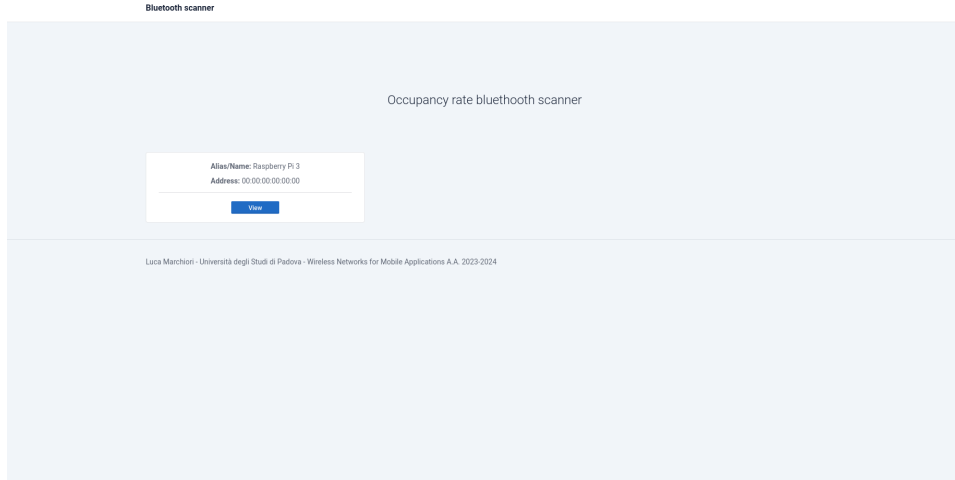 Bluetooth scanner
Occupancy rate bluethooth scanner
Alias/Name: Raspberry Pi 3
Address: 00:00:00:00:00:00
View
Luca Marchiori - Università degli Studi di Padova - Wireless Networks for Mobile Applications A.A. 2023-2024